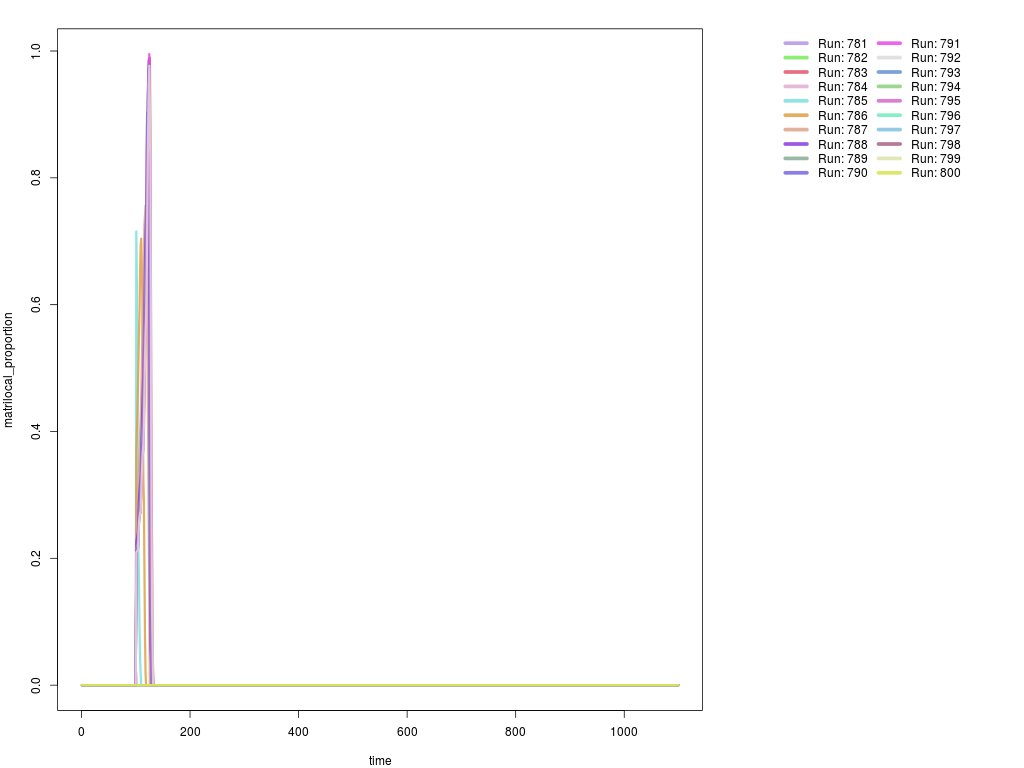 1.0
0.8
0.6
0.4
0.2
0.0
matrilocal_proportion
0 200 400 600 800 1000
time
Run: 781 Run: 791
Run: 782 Run: 792
Run: 783 Run: 793
Run: 784 Run: 794
Run: 785 Run: 795
Run: 786 Run: 796
Run: 787 Run: 797
Run: 788 Run: 798
Run: 789 Run: 799
Run: 790 Run: 800